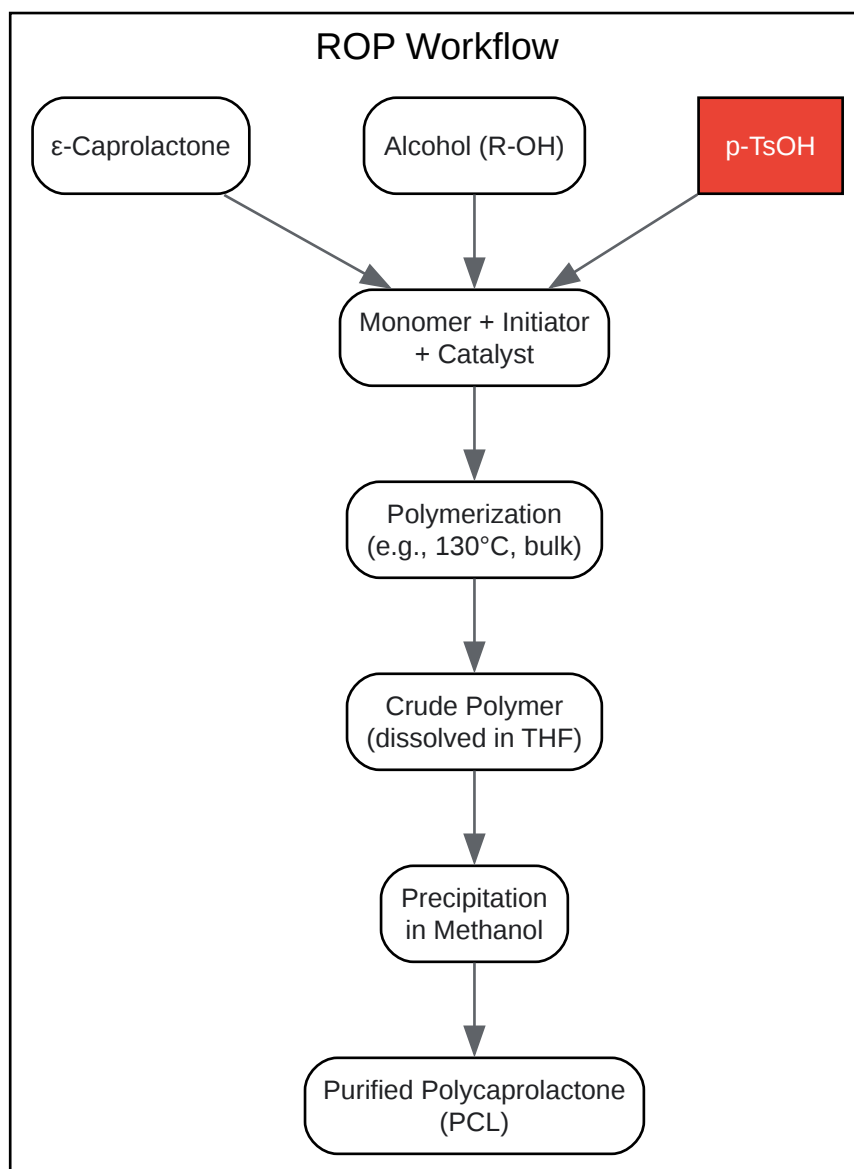 ROP Workflow
ε-Caprolactone
Alcohol (R-OH)
p-TsOH
Monomer + Initiator
+ Catalyst
Polymerization
(e.g., 130°C, bulk)
Crude Polymer
(dissolved in THF)
Precipitation
in Methanol
Purified Polycaprolactone
(PCL)